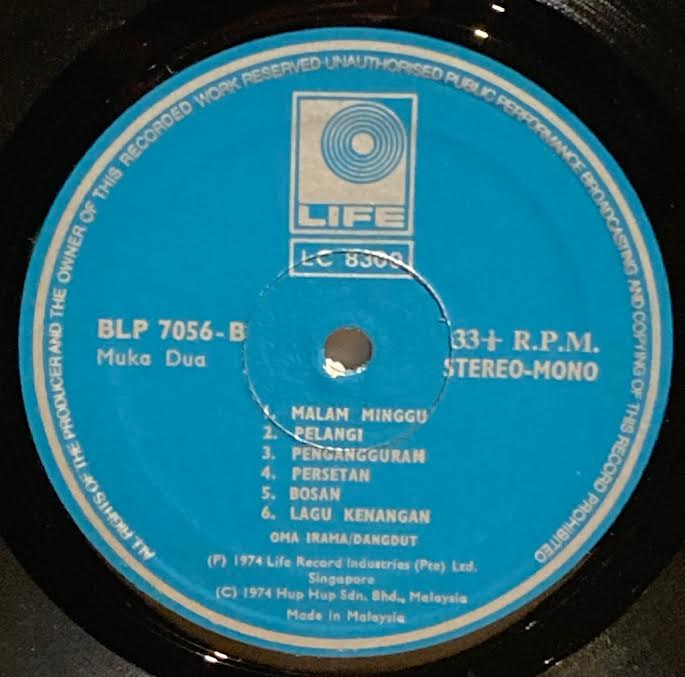 ALL RIGHTS OF THE PRODUCER AND THE OWNER OF THIS RECORDED WORK RESERVED UNAUTHORISED PUBLIC PERFORMANCE BROADCASTING AND COPYING OF THIS RECORD PROHIBITED
LIFE
LC 8300
BLP 7056-B
Muka Dua
33+ R.P.M.
STEREO-MONO
1. MALAM MINGGU
2. PELANGI
3. PENGANGGURAN
4. PERSETAN
5. BOSAN
6. LAGU KENANGAN
OMA IRAMA/DANGDUT
(P) 1974 Life Record Industries (Pte) Ltd.
Singapore
(C) 1974 Hup Hup Sdn. Bhd., Malaysia
Made in Malaysia